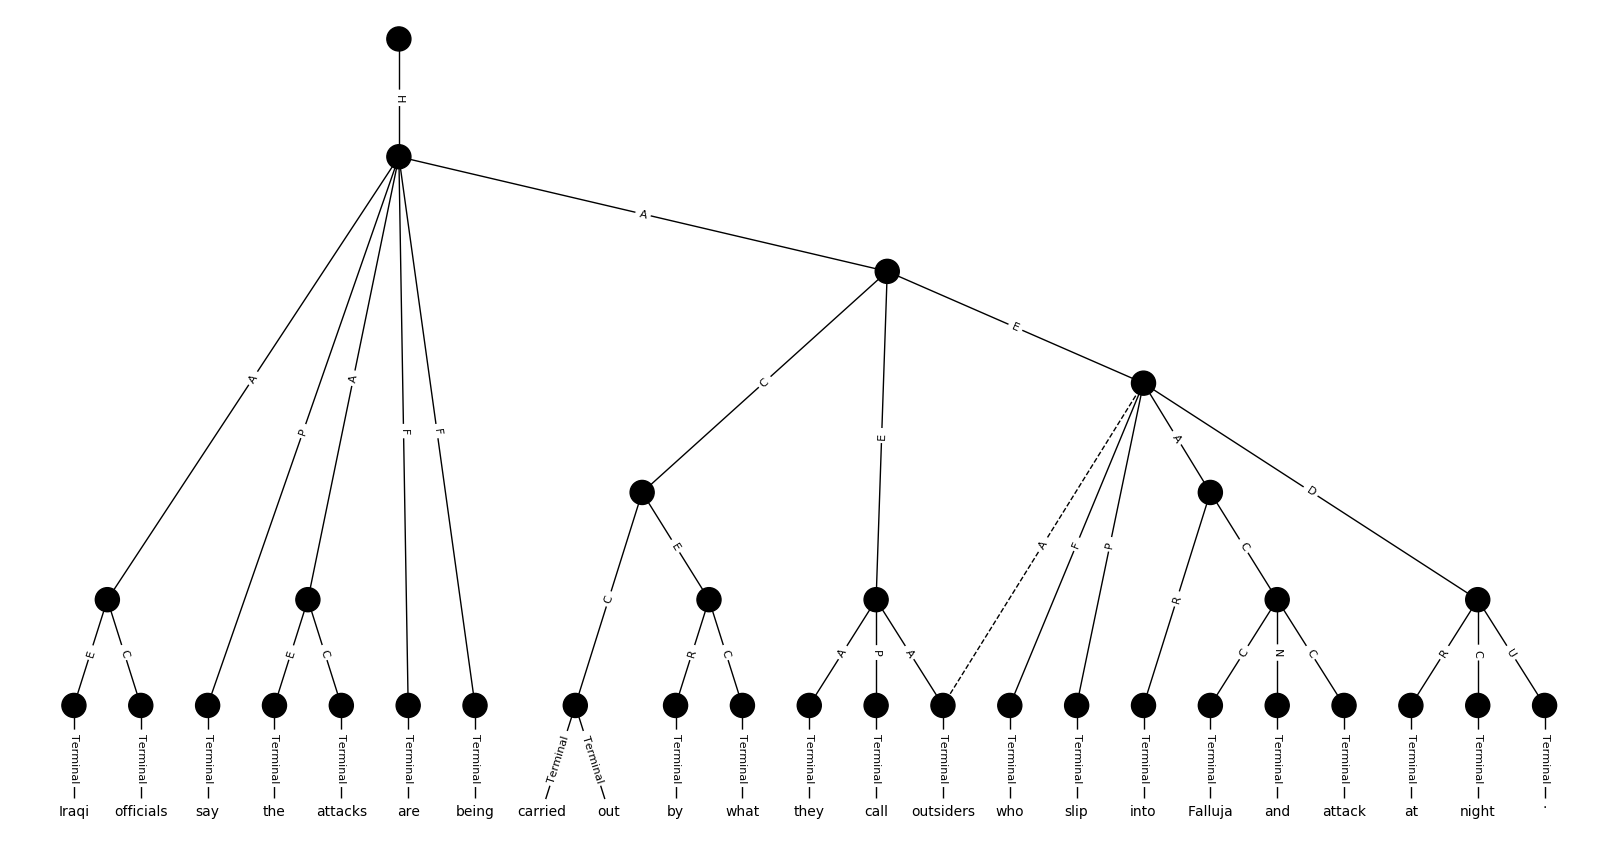 H
A
A P A F F C E E
A D
C E A F P A R C
E C E C R C A P A C N C R C U
Terminal Terminal Terminal Terminal Terminal Terminal Terminal Terminal Terminal Terminal Terminal Terminal Terminal Terminal Terminal Terminal Terminal Terminal Terminal Terminal Terminal Terminal Terminal
Iraqi officials say the attacks are being carried out by what they call outsiders who slip into Falluja and attack at night .